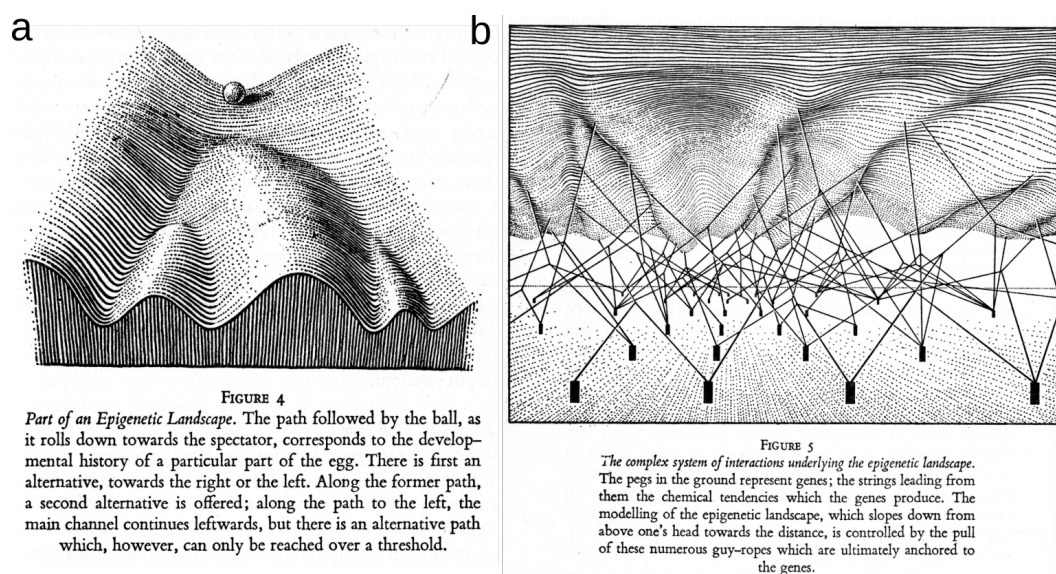 a
FIGURE 4
Part of an Epigenetic Landscape. The path followed by the ball, as
it rolls down towards the spectator, corresponds to the develop-
mental history of a particular part of the egg. There is first an
alternative, towards the right or the left. Along the former path,
a second alternative is offered; along the path to the left, the
main channel continues leftwards, but there is an alternative path
which, however, can only be reached over a threshold.
b
FIGURE 5
The complex system of interactions underlying the epigenetic landscape.
The pegs in the ground represent genes; the strings leading from
them the chemical tendencies which the genes produce. The
modelling of the epigenetic landscape, which slopes down from
above one's head towards the distance, is controlled by the pull
of these numerous guy-ropes which are ultimately anchored to
the genes.